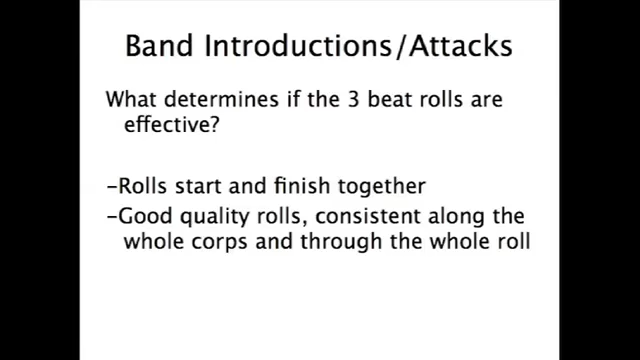 Band Introductions/Attacks
What determines if the 3 beat rolls are
effective?
-Rolls start and finish together
-Good quality rolls, consistent along the
whole corps and through the whole roll